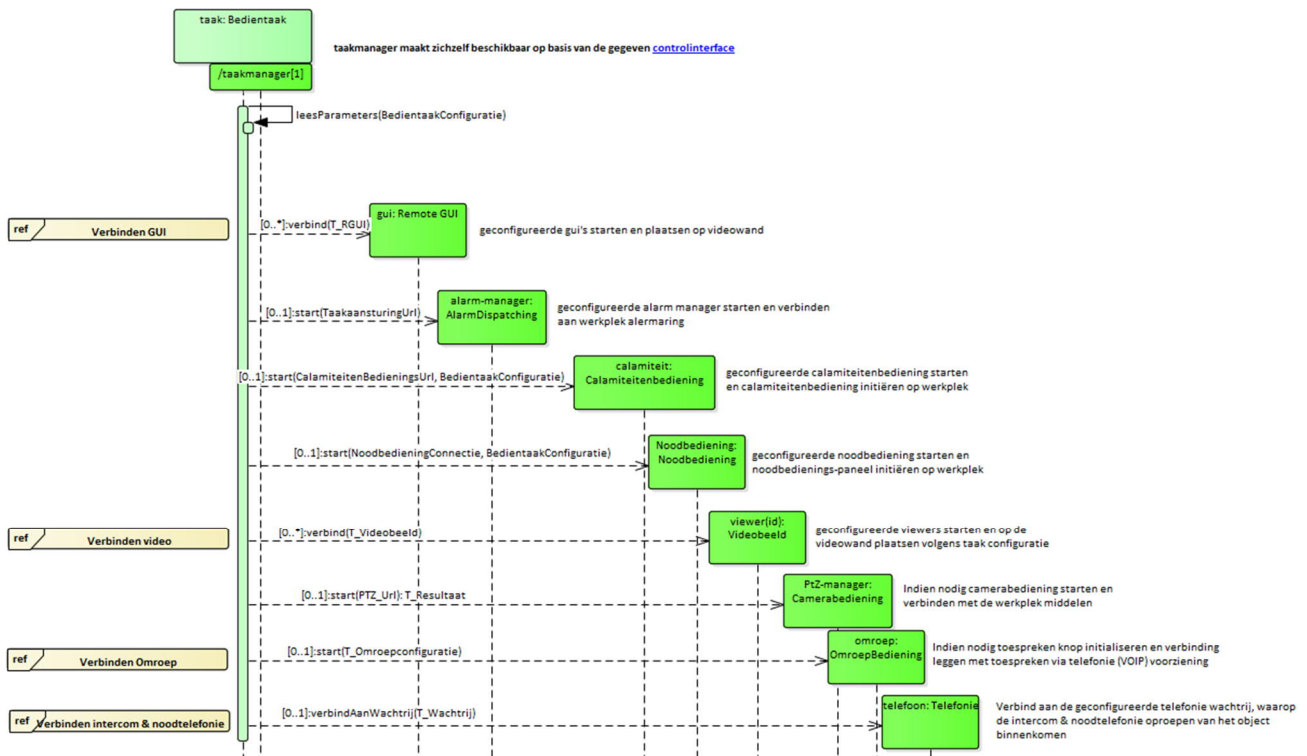 taak: Bedientaak
taakmanager maakt zichzelf beschikbaar op basis van de gegeven controlinterface
/taakmanager[1]
leesParameters(BedientaakConfiguratie)
ref
Verbinden GUI
[0..*]:verbind(T_RGUI)
gui: Remote GUI
geconfigureerde gui's starten en plaatsen op videowand
[0..1]:start(TaakaansturingUrl)
alarm-manager:
AlarmDispatching
geconfigureerde alarm manager starten en verbinden
aan werkplek alermaring
[0..1]:start(CalamiteitenBedieningsUrl, BedientaakConfiguratie)
calamiteit:
Calamiteitenbediening
geconfigureerde calamiteitenbediening starten
en calamiteitenbediening initiëren op werkplek
[0..1]:start(NoodbedieningConnectie, BedientaakConfiguratie)
Noodbediening:
Noodbediening
geconfigureerde noodbediening starten en
noodbedienings-paneel initiëren op werkplek
ref
Verbinden video
[0..*]:verbind(T_Videobeeld)
viewer(id):
Videobeeld
geconfigureerde viewers starten en op de
videowand plaatsen volgens taak configuratie
[0..1]:start(PTZ_Url): T_Resultaat
PtZ-manager:
Camerabediening
Indien nodig camerabediening starten en
verbinden met de werkplek middelen
ref
Verbinden Omroep
[0..1]:start(T_Omroepconfiguratie)
omroep:
OmroepBediening
Indien nodig toespreken knop initialiseren en verbinding
leggen met toespreken via telefonie (VOIP) voorziening
ref
Verbinden intercom & noodtelefonie
[0..1]:verbindAanWachtrij(T_Wachtrij)
telefoon: Telefonie
Verbind aan de geconfigureerde telefonie wachtrij, waarop
de intercom & noodtelefonie oproepen van het object
binnenkomen